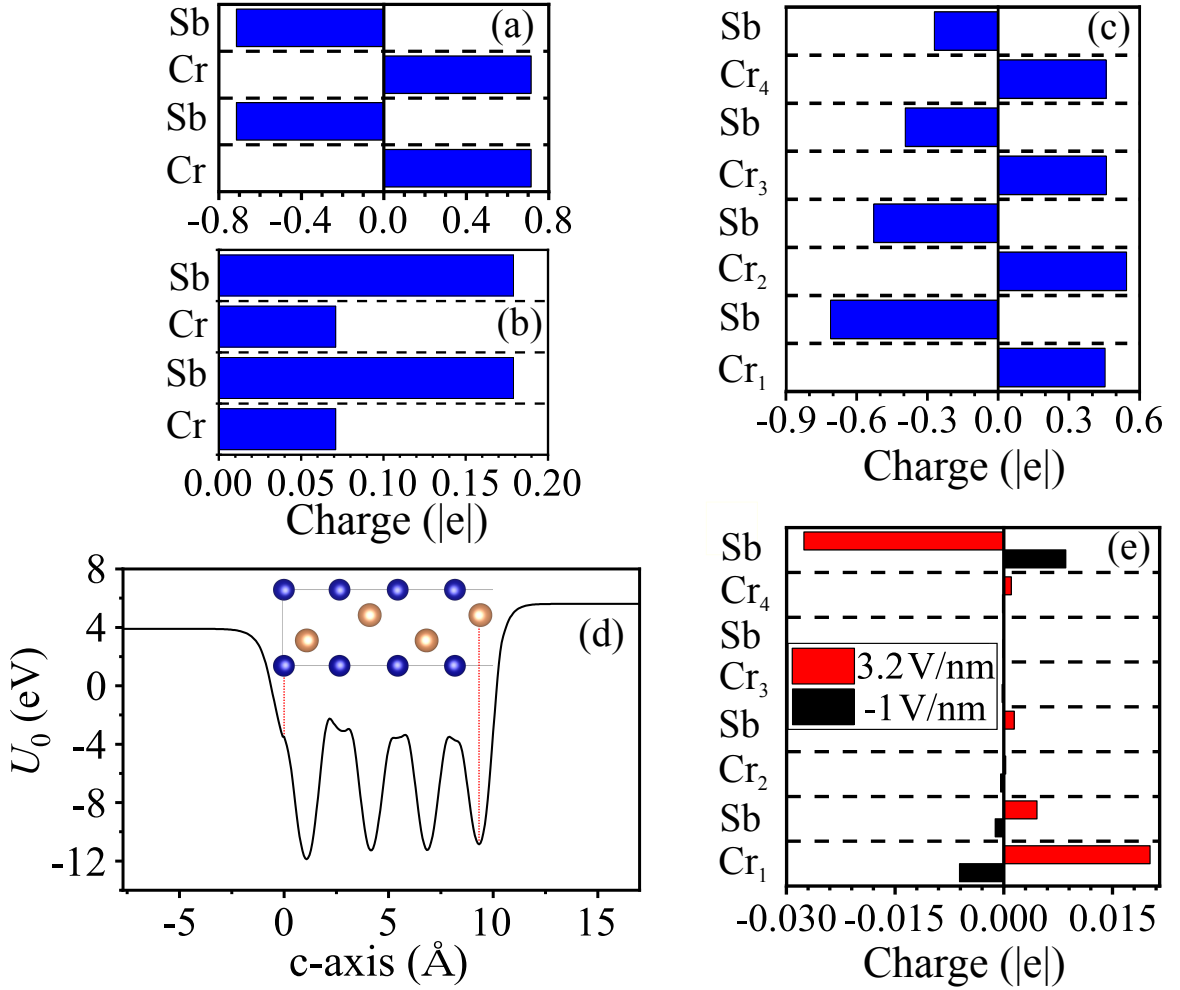 (a)
Sb
Cr
Sb
Cr
-0.8 -0.4 0.0 0.4 0.8
(b)
Sb
Cr
Sb
Cr
0.00 0.05 0.10 0.15 0.20
Charge (|e|)
(c)
Sb
Cr₄
Sb
Cr₃
Sb
Cr₂
Sb
Cr₁
-0.9 -0.6 -0.3 0.0 0.3 0.6
Charge (|e|)
(d)
8
4
0
-4
-8
-12
U₀ (eV)
-5 0 5 10 15
c-axis (Å)
(e)
Sb
Cr₄
Sb
Cr₃
Sb
Cr₂
Sb
Cr₁
3.2V/nm
-1V/nm
-0.030 -0.015 0.000 0.015
Charge (|e|)